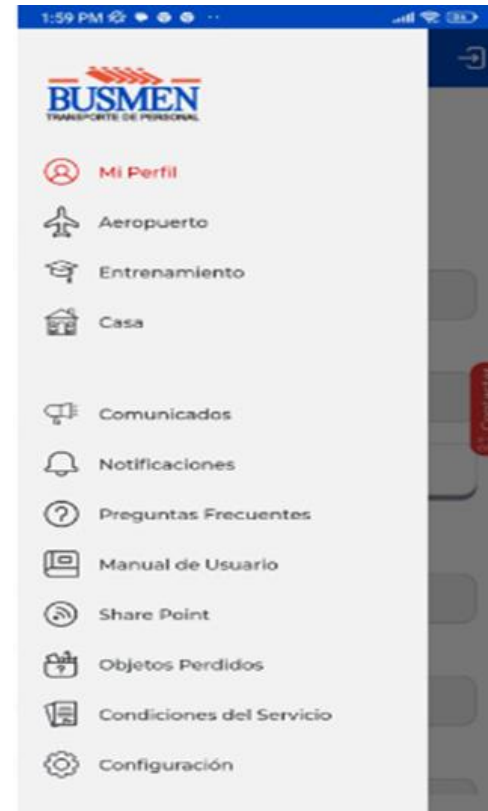 1:59 PM
BUSMEN
TRANSPORTE DE PERSONAL
Mi Perfil
Aeropuerto
Entrenamiento
Casa
Contactar
Comunicados
Notificaciones
Preguntas Frecuentes
Manual de Usuario
Share Point
Objetos Perdidos
Condiciones del Servicio
Configuración